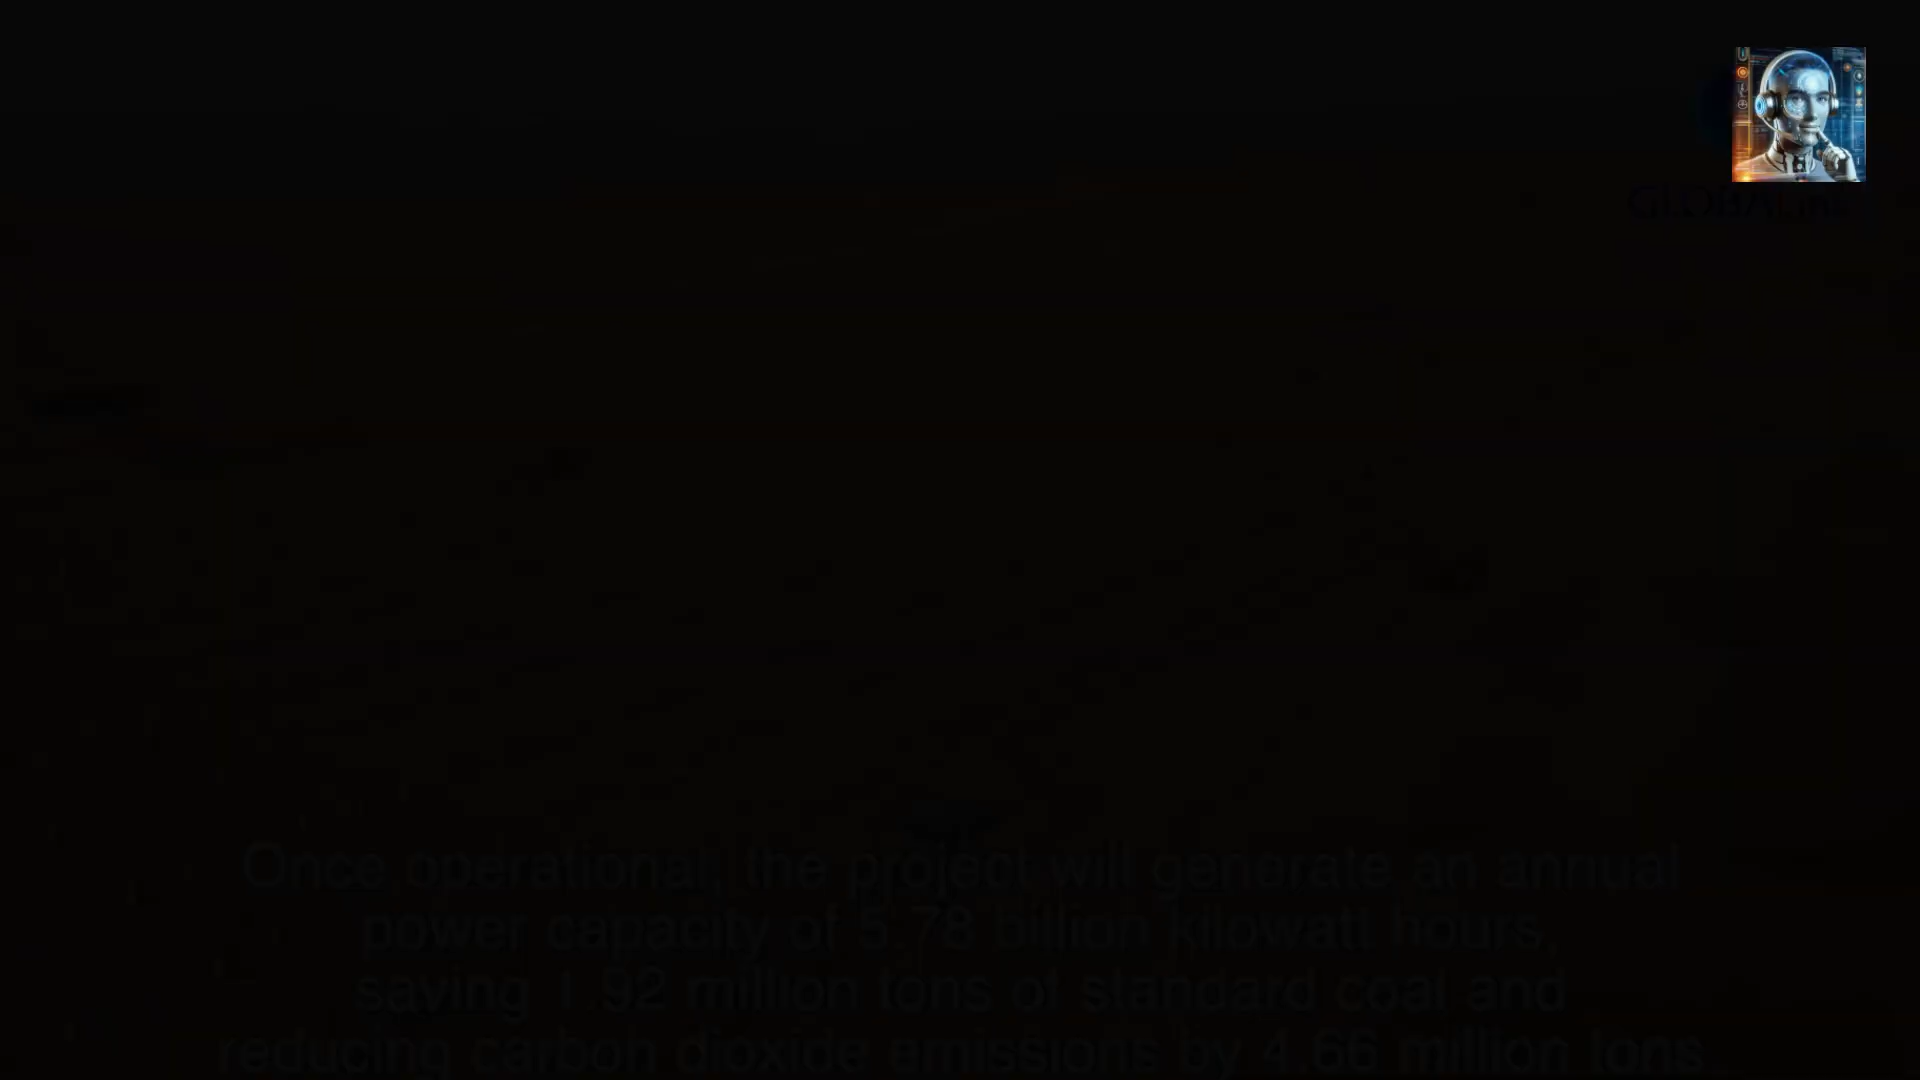 GLOBALink
Once operational, the project will generate an annual
power capacity of 5.78 billion kilowatt hours,
saving 1.92 million tons of standard coal and
reducing carbon dioxide emissions by 4.66 million tons.